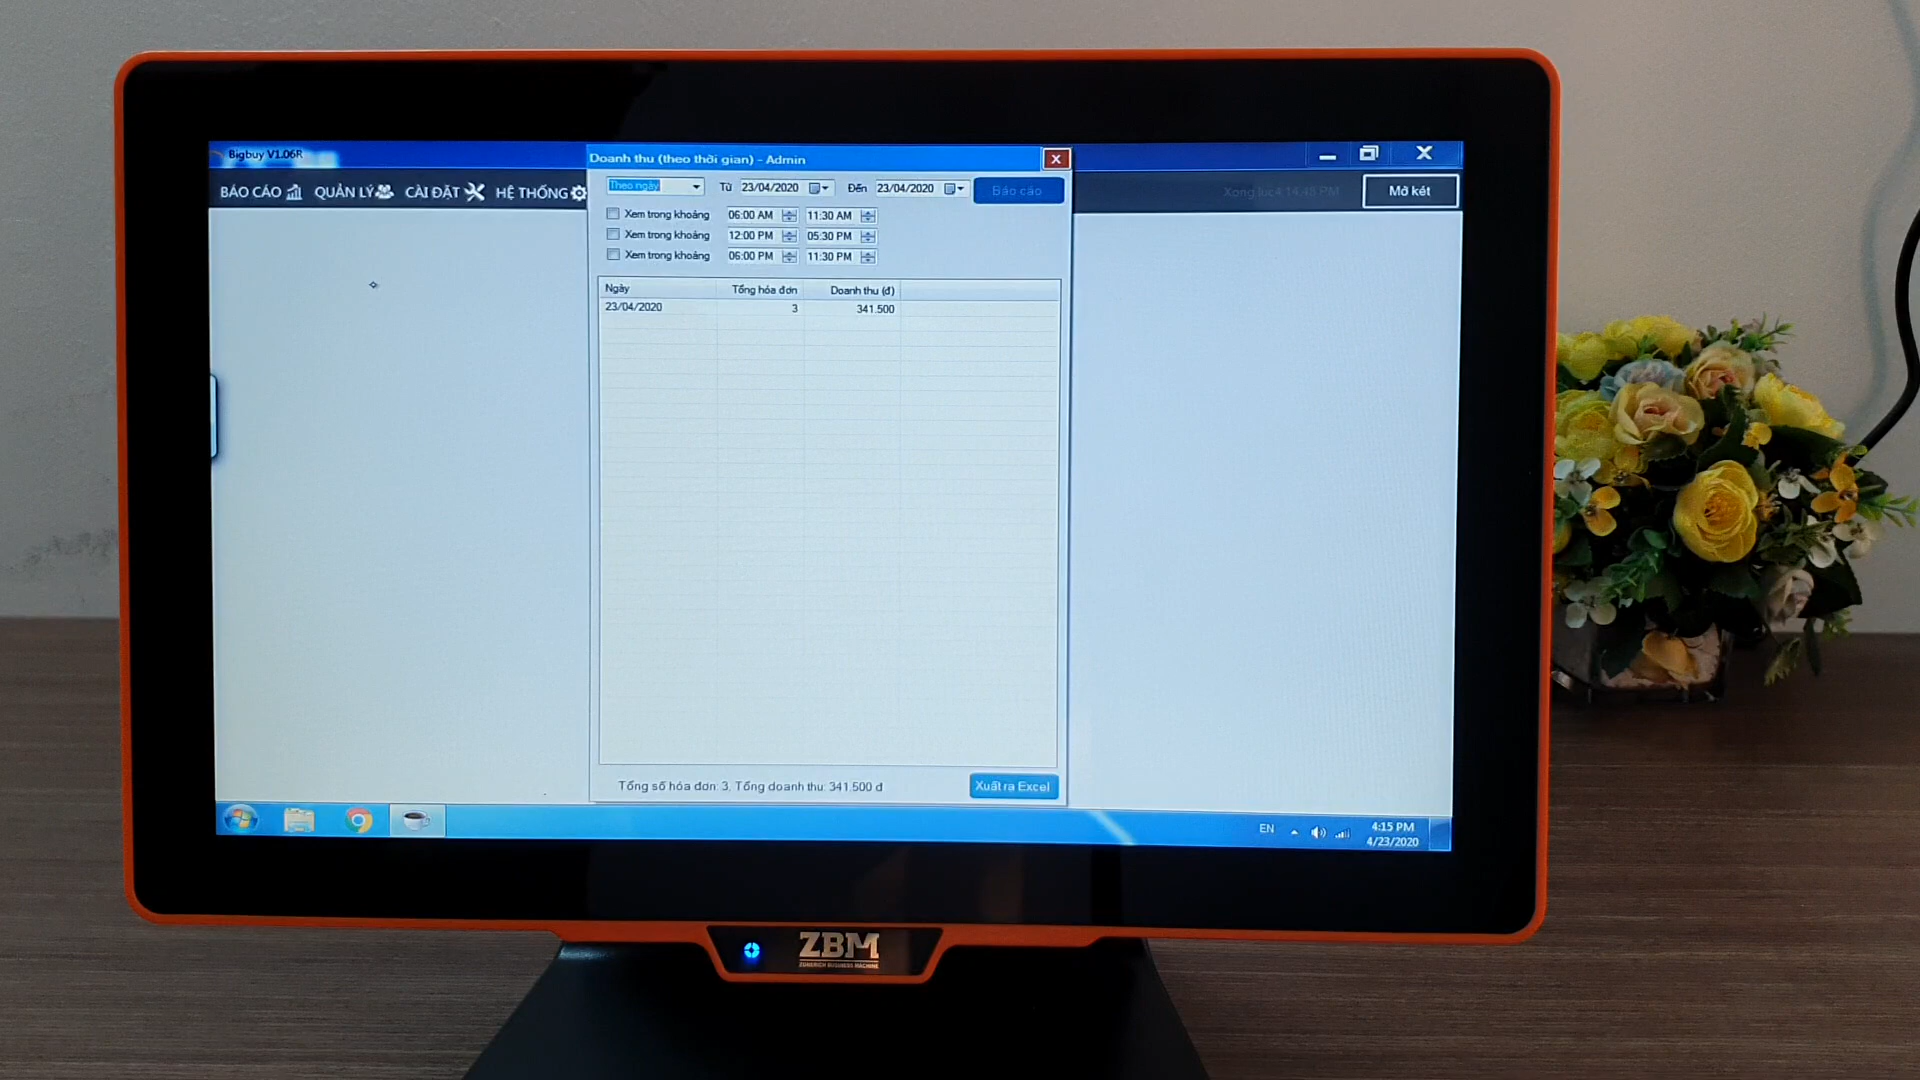 Bigbuy V1.06R
BÁO CÁO QUẢN LÝ CÀI ĐẶT HỆ THỐNG
Mở két
Doanh thu (theo thời gian) - Admin
Theo ngày Từ 23/04/2020 Đến 23/04/2020 Báo cáo
Xem trong khoảng 06:00 AM 11:30 AM
Xem trong khoảng 12:00 PM 05:30 PM
Xem trong khoảng 06:00 PM 11:30 PM
Ngày Tổng hóa đơn Doanh thu (đ)
23/04/2020 3 341.500
Tổng số hóa đơn: 3, Tổng doanh thu: 341.500 đ Xuất ra Excel
EN 4:15 PM
4/23/2020
ZBM
ZONERICH BUSINESS MACHINE